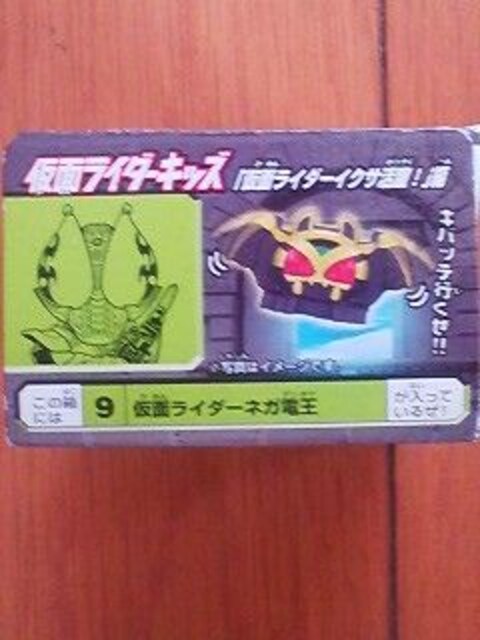 仮面ライダーキッズ
「仮面ライダーイクサ活躍!」編
キバッテ行くぜ!!
※写真はイメージです。
この箱には
9 仮面ライダーネガ電王
が入っているぜ!